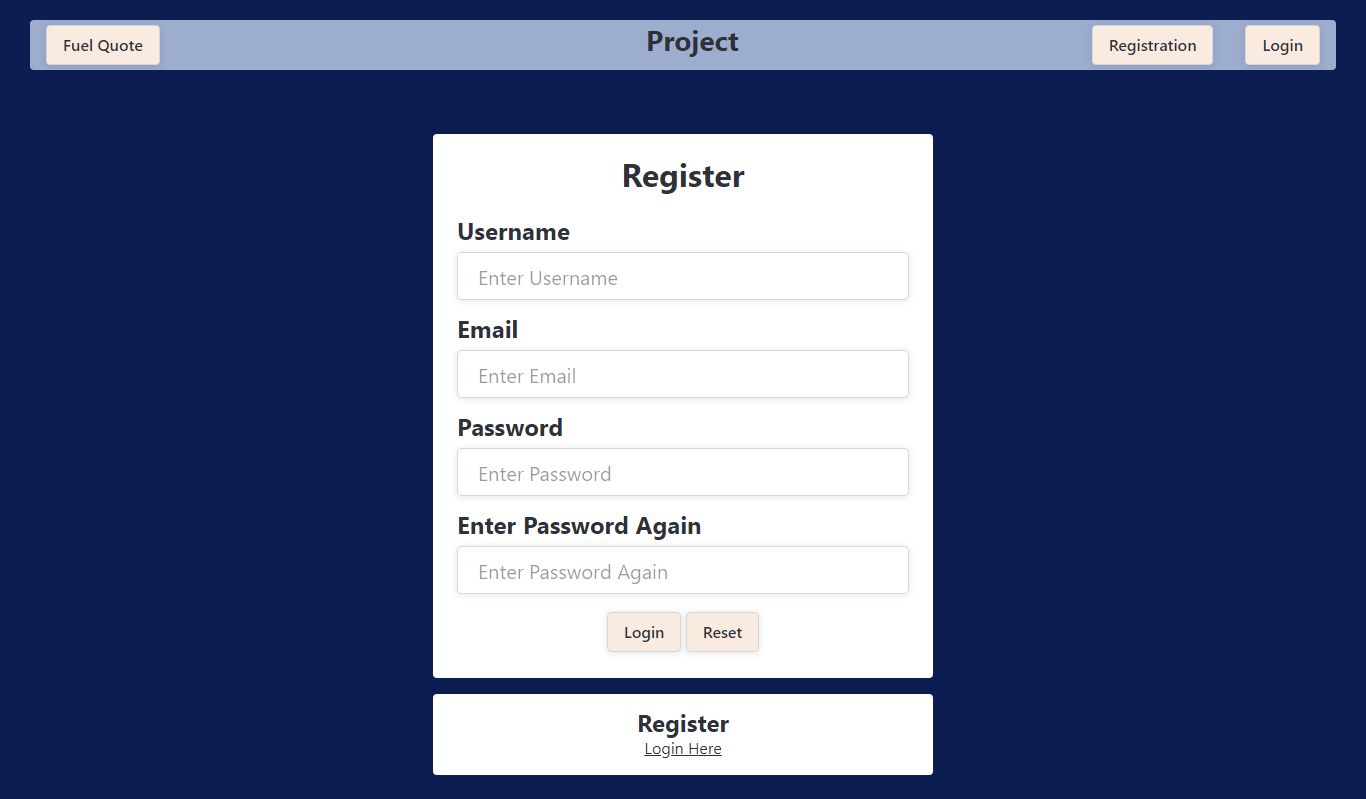 Fuel Quote Project Registration Login
Register
Username
Enter Username
Email
Enter Email
Password
Enter Password
Enter Password Again
Enter Password Again
Login Reset
Register
Login Here